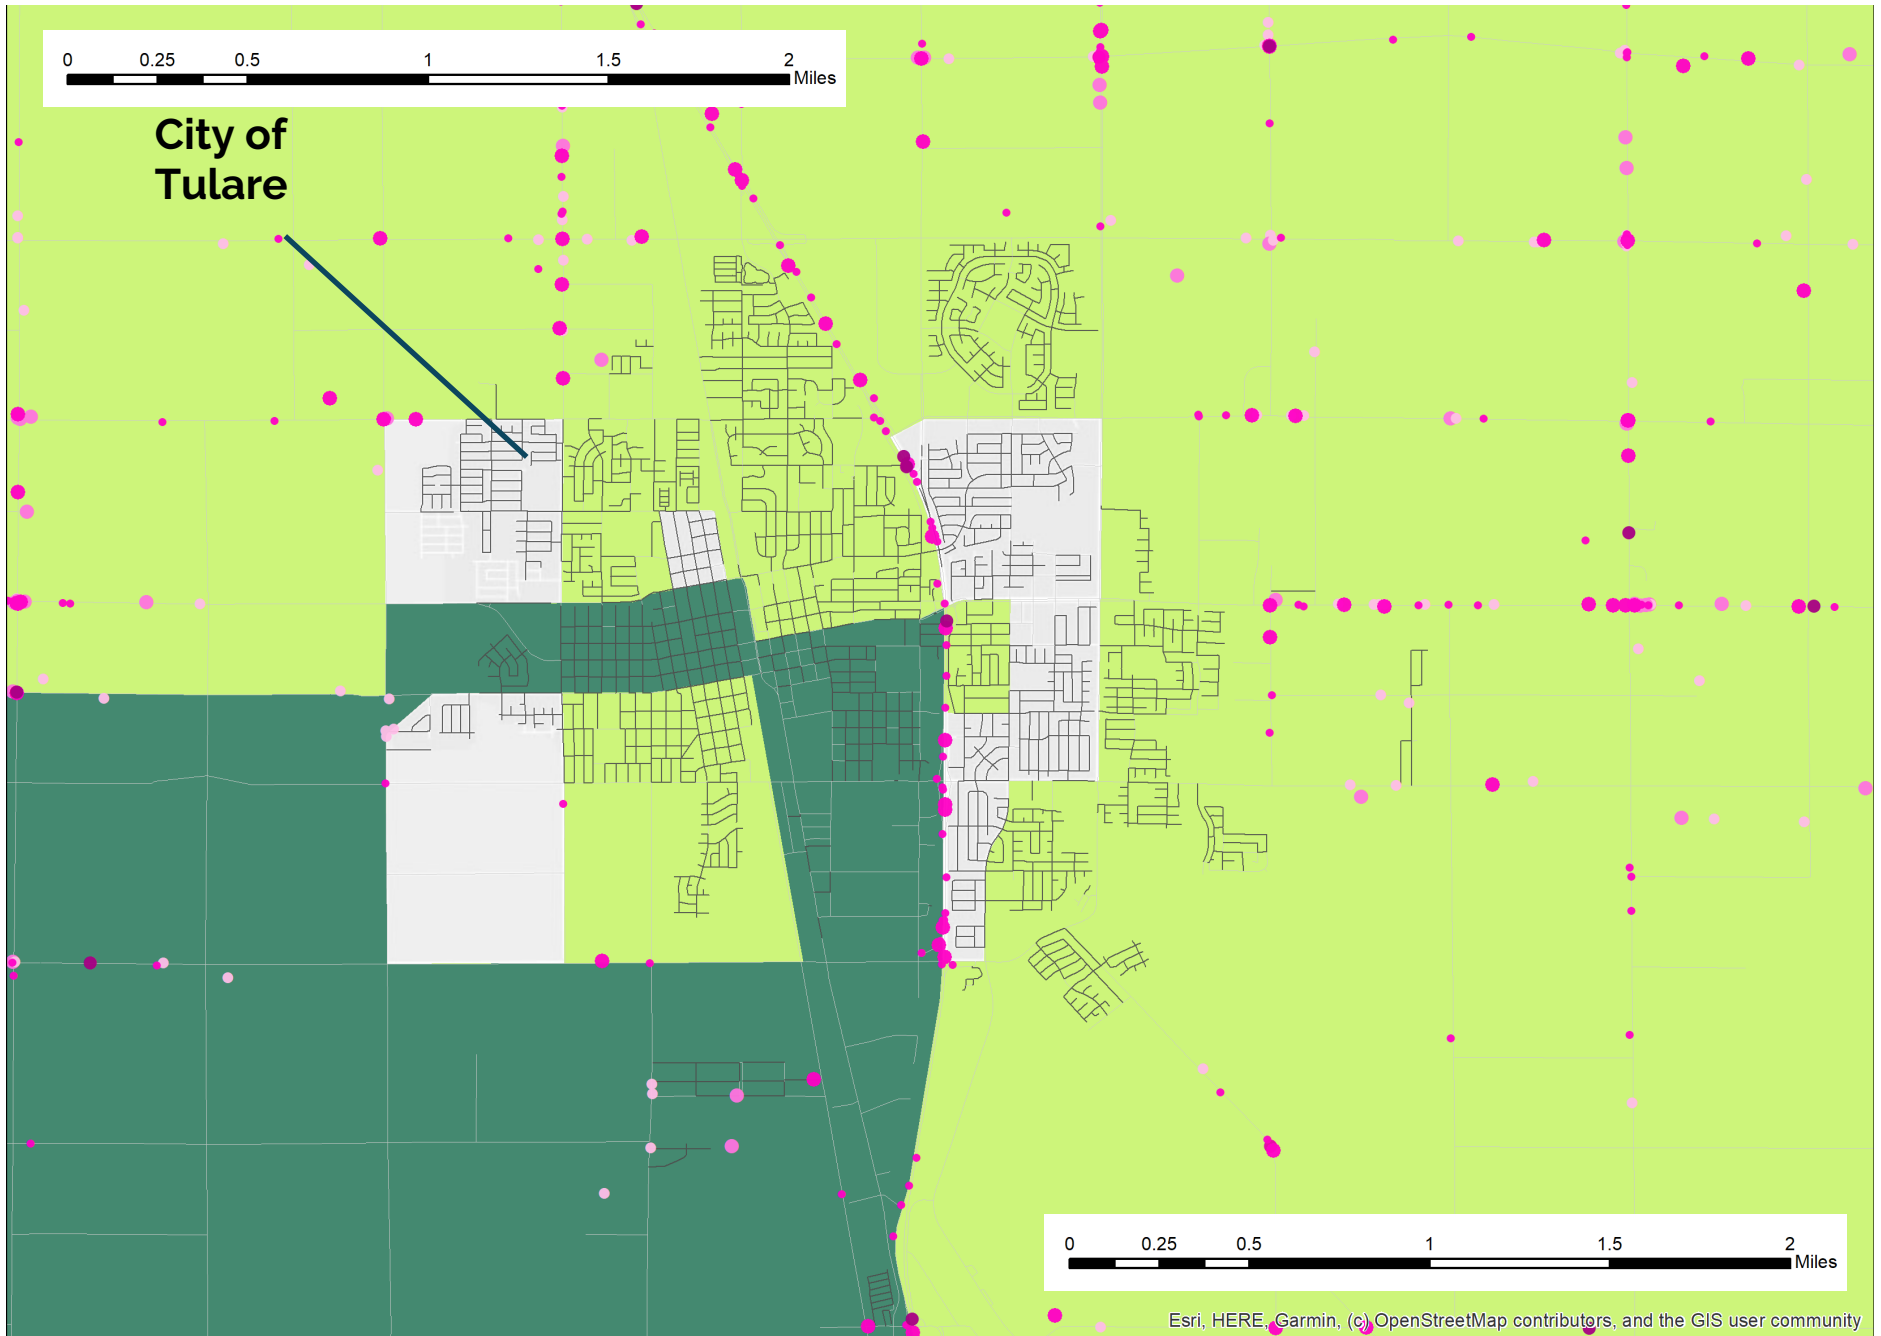 0 0.25 0.5 1 1.5 2
Miles
City of
Tulare
0 0.25 0.5 1 1.5 2
Miles
Esri, HERE, Garmin, (c) OpenStreetMap contributors, and the GIS user community